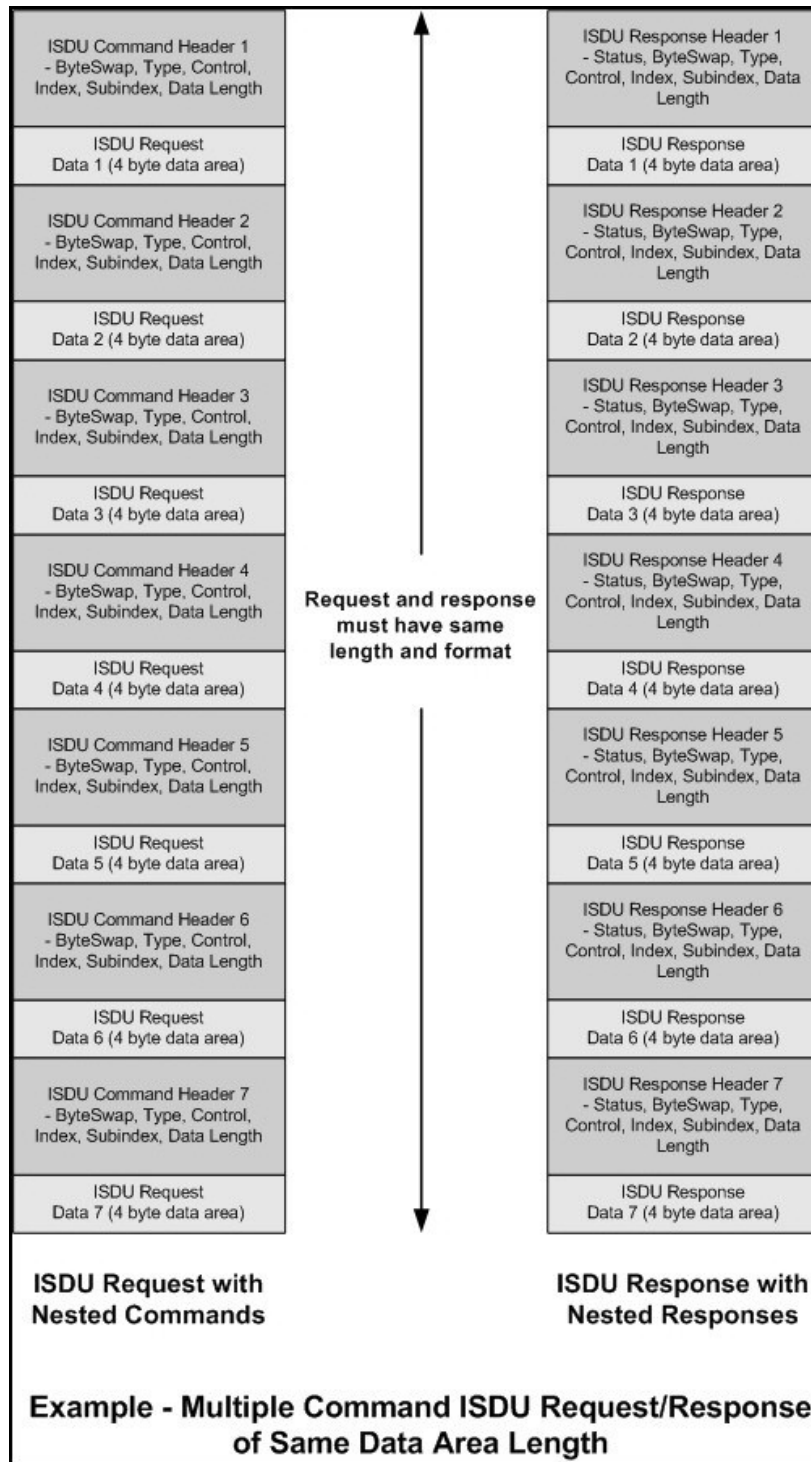 ISDU Command Header 1
- ByteSwap, Type, Control,
Index, Subindex, Data Length
ISDU Request
Data 1 (4 byte data area)
ISDU Command Header 2
- ByteSwap, Type, Control,
Index, Subindex, Data Length
ISDU Request
Data 2 (4 byte data area)
ISDU Command Header 3
- ByteSwap, Type, Control,
Index, Subindex, Data Length
ISDU Request
Data 3 (4 byte data area)
ISDU Command Header 4
- ByteSwap, Type, Control,
Index, Subindex, Data Length
ISDU Request
Data 4 (4 byte data area)
ISDU Command Header 5
- ByteSwap, Type, Control,
Index, Subindex, Data Length
ISDU Request
Data 5 (4 byte data area)
ISDU Command Header 6
- ByteSwap, Type, Control,
Index, Subindex, Data Length
ISDU Request
Data 6 (4 byte data area)
ISDU Command Header 7
- ByteSwap, Type, Control,
Index, Subindex, Data Length
ISDU Request
Data 7 (4 byte data area)
ISDU Request with
Nested Commands
Request and response
must have same
length and format
ISDU Response Header 1
- Status, ByteSwap, Type,
Control, Index, Subindex, Data
Length
ISDU Response
Data 1 (4 byte data area)
ISDU Response Header 2
- Status, ByteSwap, Type,
Control, Index, Subindex, Data
Length
ISDU Response
Data 2 (4 byte data area)
ISDU Response Header 3
- Status, ByteSwap, Type,
Control, Index, Subindex, Data
Length
ISDU Response
Data 3 (4 byte data area)
ISDU Response Header 4
- Status, ByteSwap, Type,
Control, Index, Subindex, Data
Length
ISDU Response
Data 4 (4 byte data area)
ISDU Response Header 5
- Status, ByteSwap, Type,
Control, Index, Subindex, Data
Length
ISDU Response
Data 5 (4 byte data area)
ISDU Response Header 6
- Status, ByteSwap, Type,
Control, Index, Subindex, Data
Length
ISDU Response
Data 6 (4 byte data area)
ISDU Response Header 7
- Status, ByteSwap, Type,
Control, Index, Subindex, Data
Length
ISDU Response
Data 7 (4 byte data area)
ISDU Response with
Nested Responses
Example - Multiple Command ISDU Request/Response
of Same Data Area Length